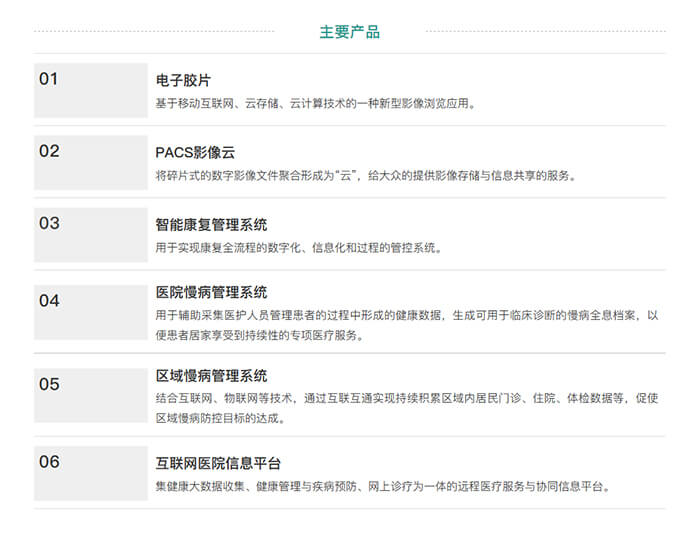 主要产品
01
电子胶片
基于移动互联网、云存储、云计算技术的一种新型影像浏览应用。
02
PACS影像云
将碎片式的数字影像文件聚合形成为“云”，给大众的提供影像存储与信息共享的服务。
03
智能康复管理系统
用于实现康复全流程的数字化、信息化和过程的管控系统。
04
医院慢病管理系统
用于辅助采集医护人员管理患者的过程中形成的健康数据，生成可用于临床诊断的慢病全息档案，以
便患者居家享受到持续性的专项医疗服务。
05
区域慢病管理系统
结合互联网、物联网等技术，通过互联互通实现持续积累区域内居民门诊、住院、体检数据等，促使
区域慢病防控目标的达成。
06
互联网医院信息平台
集健康大数据收集、健康管理与疾病预防、网上诊疗为一体的远程医疗服务与协同信息平台。